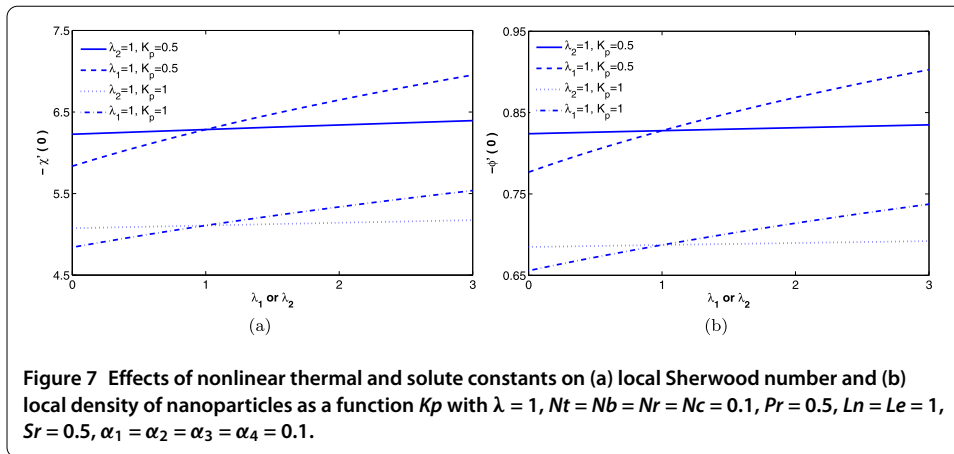 7.5
6.5
5.5
4.5
− χ' ( 0 )
λ2=1, Kp=0.5
λ1=1, Kp=0.5
λ2=1, Kp=1
λ1=1, Kp=1
0 1 2 3
λ1 or λ2
(a)
0.95
0.85
0.75
0.65
−ϕ' ( 0 )
λ2=1, Kp=0.5
λ1=1, Kp=0.5
λ2=1, Kp=1
λ1=1, Kp=1
0 1 2 3
λ1 or λ2
(b)
Figure 7 Effects of nonlinear thermal and solute constants on (a) local Sherwood number and (b)
local density of nanoparticles as a function Kp with λ = 1, Nt = Nb = Nr = Nc = 0.1, Pr = 0.5, Ln = Le = 1,
Sr = 0.5, α1 = α2 = α3 = α4 = 0.1.